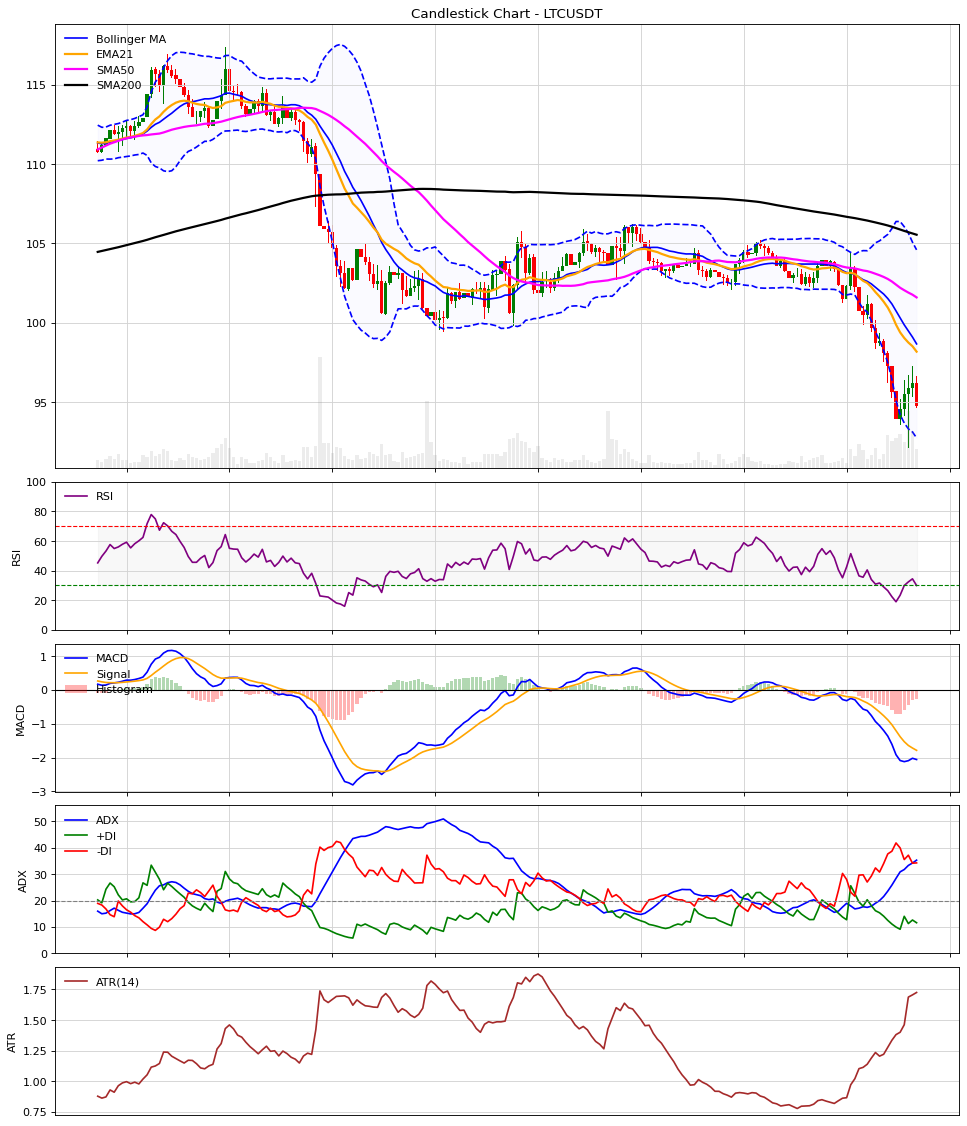 Candlestick Chart - LTCUSDT
Bollinger MA
EMA21
SMA50
SMA200
115
110
105
100
95
RSI
RSI
100
80
60
40
20
0
MACD
Signal
Histogram
MACD
1
0
−1
−2
−3
ADX
+DI
-DI
ADX
50
40
30
20
10
0
ATR(14)
ATR
1.75
1.50
1.25
1.00
0.75